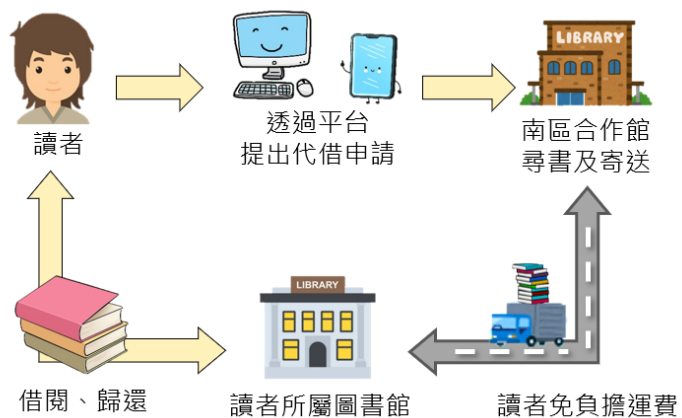 讀者
透過平台
提出代借申請
LIBRARY
南區合作館
尋書及寄送
借閱、歸還
LIBRARY
讀者所屬圖書館
讀者免負擔運費